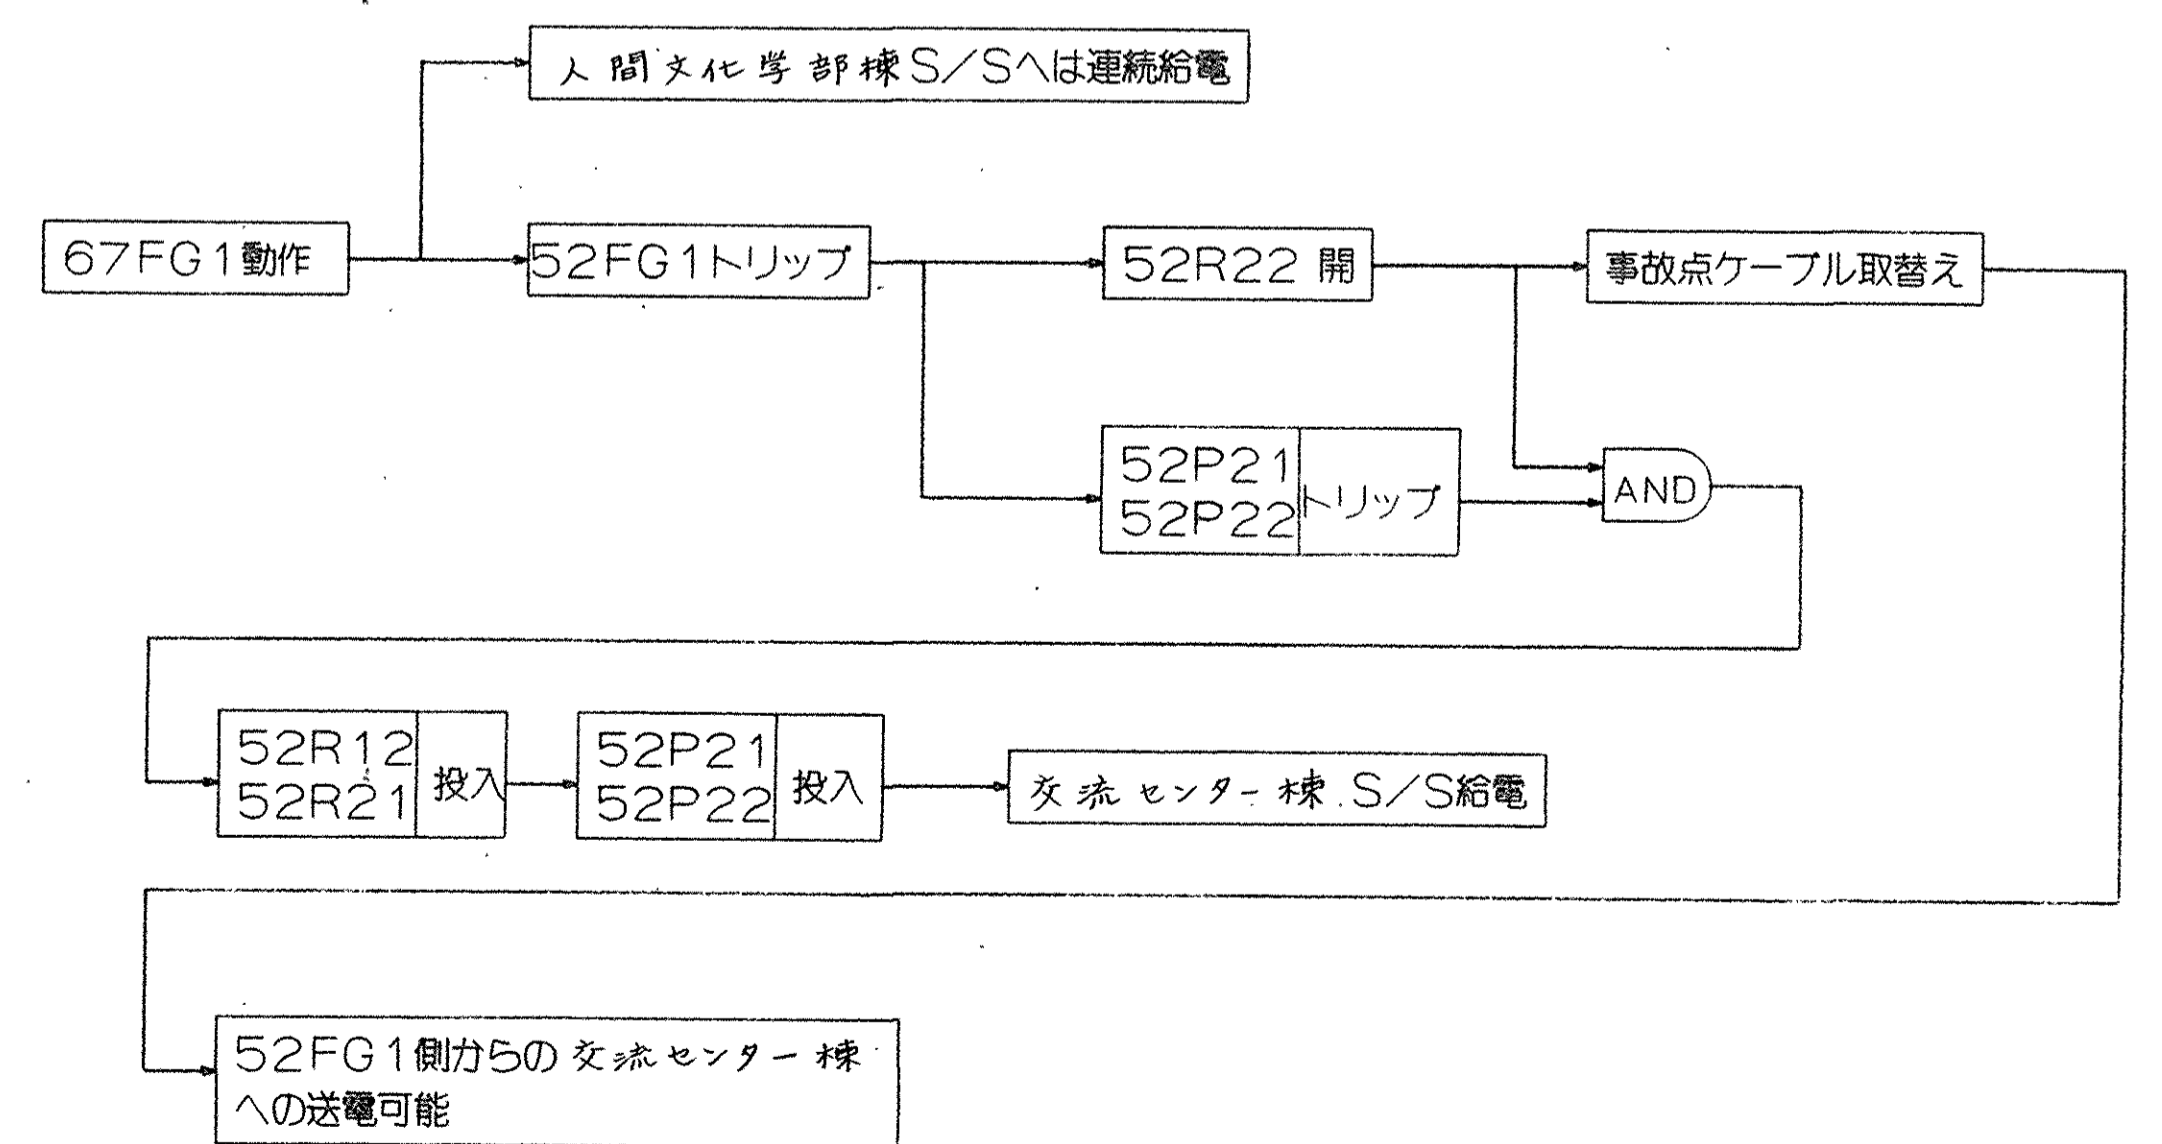 人間文化学部棟S/Sへは連続給電
67FG1動作
52FG1トリップ
52R22 開
事故点ケーブル取替え
52P21
52P22
トリップ
AND
52R12
52R21
投入
52P21
52P22
投入
交流センター棟S/S給電
52FG1側からの交流センター棟
への送電可能